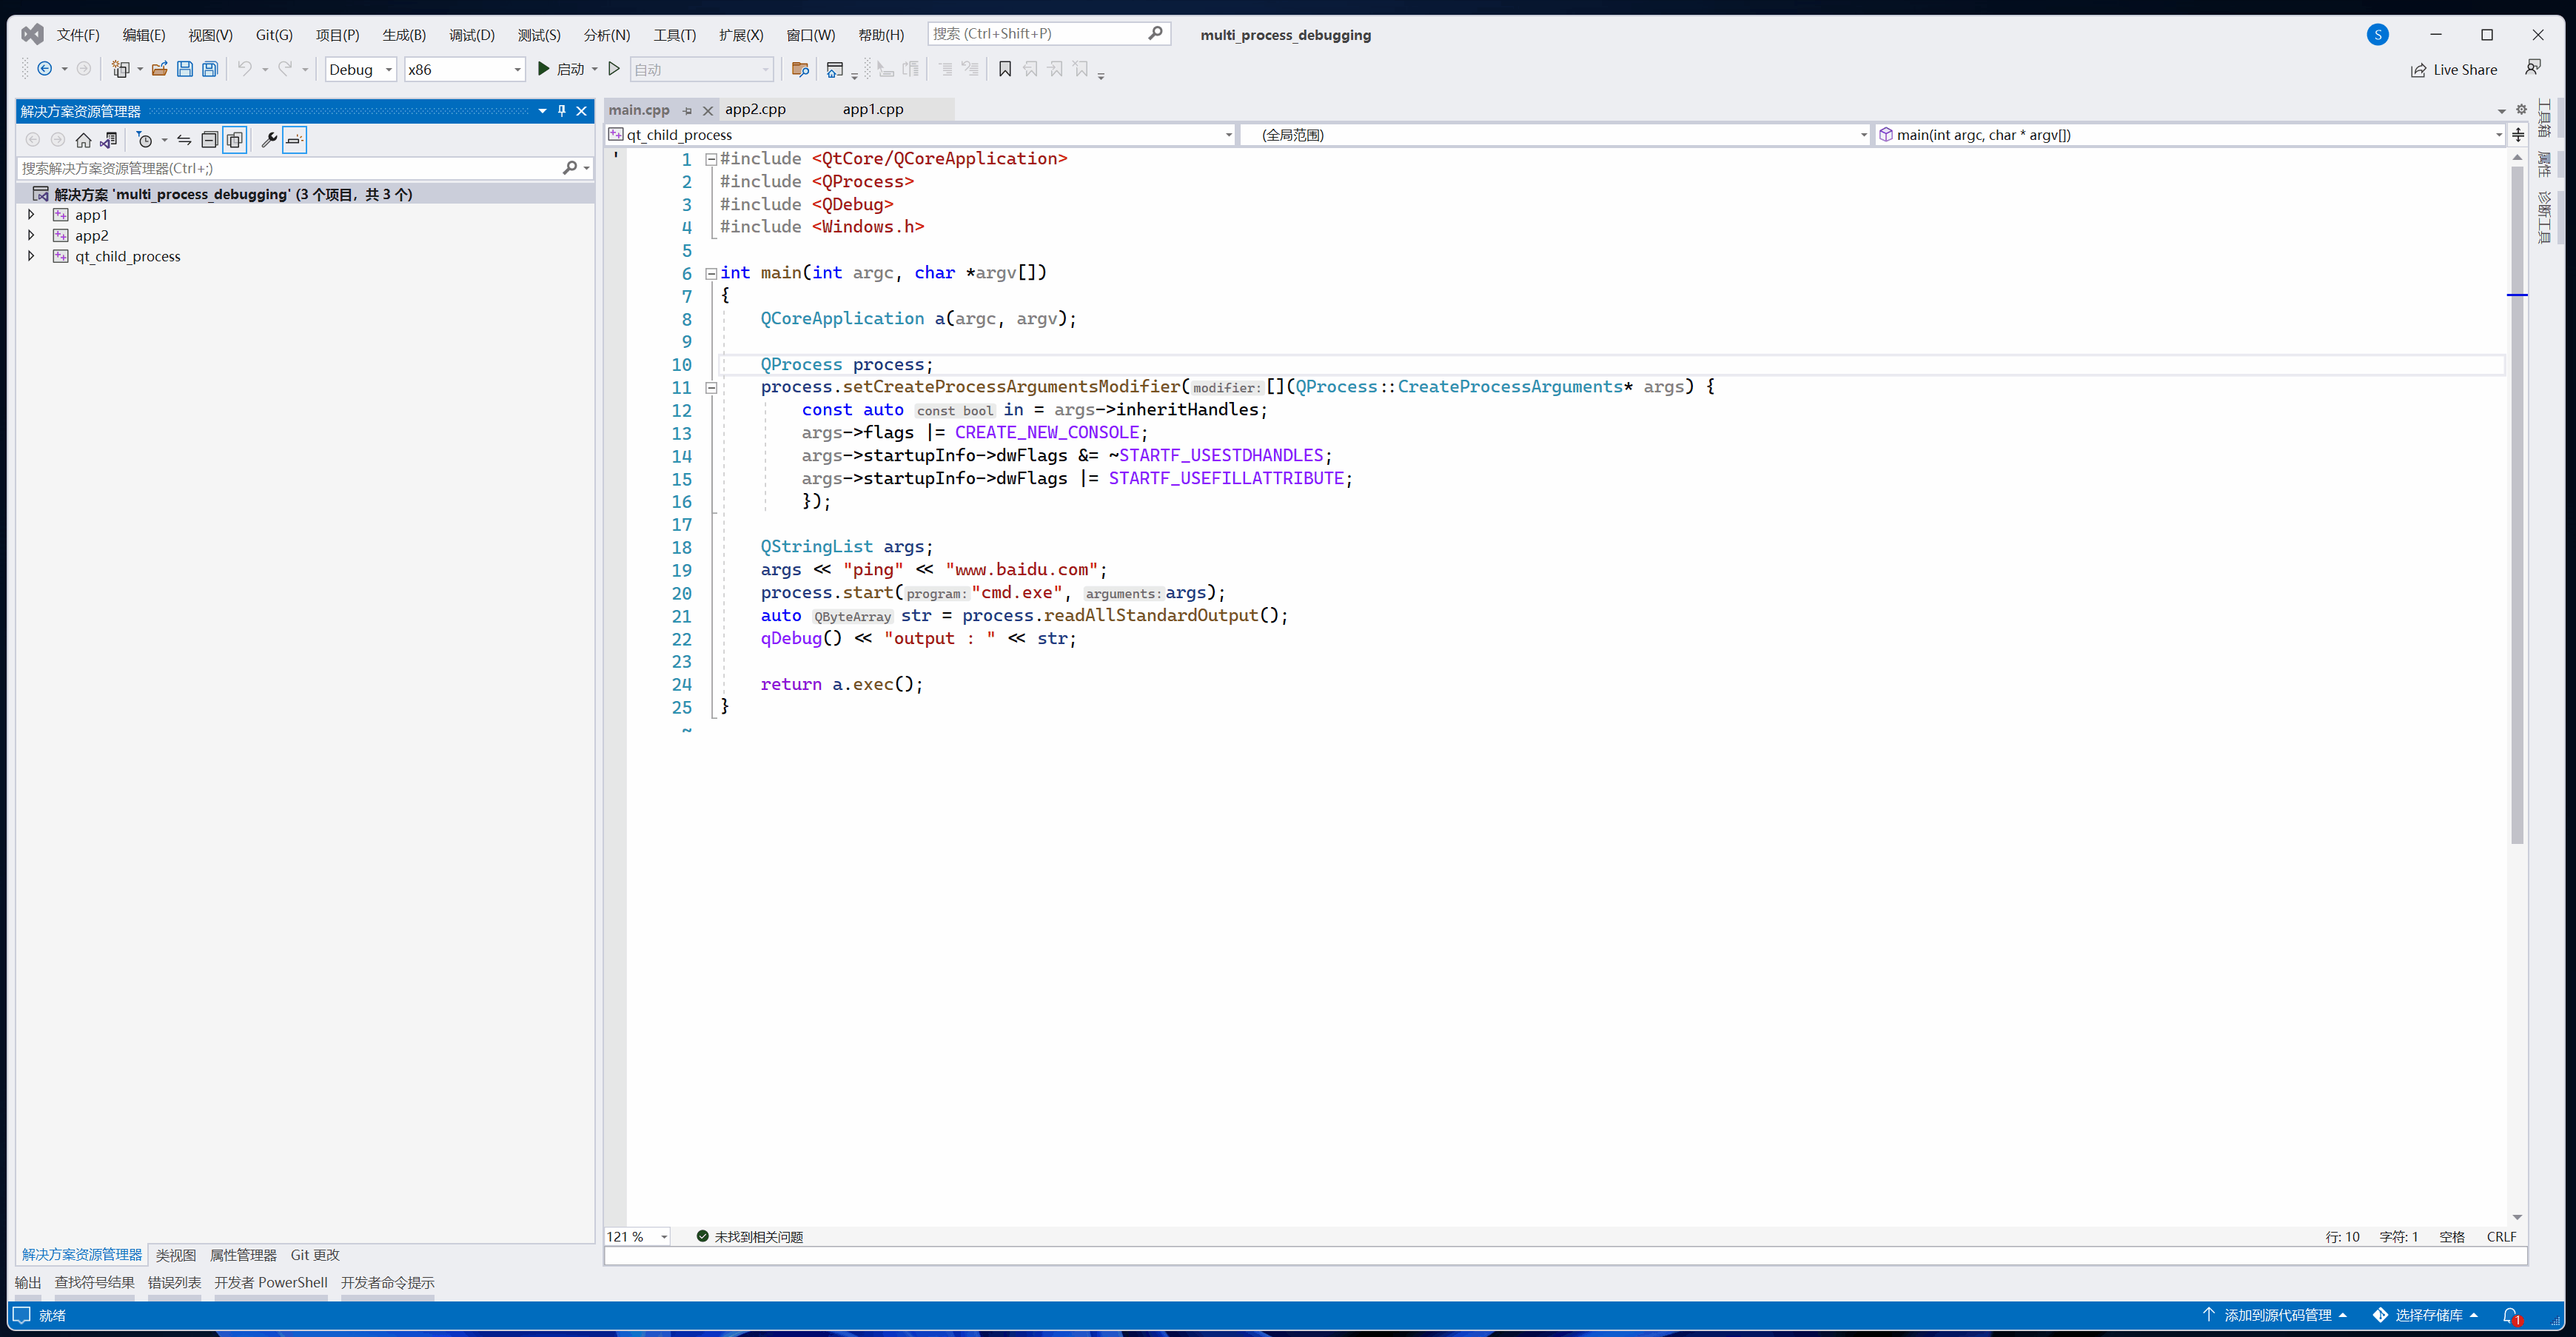 文件(F) 编辑(E) 视图(V) Git(G) 项目(P) 生成(B) 调试(D) 测试(S) 分析(N) 工具(T) 扩展(X) 窗口(W) 帮助(H) 搜索 (Ctrl+Shift+P) multi_process_debugging S
Debug x86 启动 自动 Live Share
解决方案资源管理器
搜索解决方案资源管理器(Ctrl+;)
解决方案 'multi_process_debugging' (3 个项目，共 3 个)
app1
app2
qt_child_process
main.cpp app2.cpp app1.cpp
qt_child_process (全局范围) main(int argc, char * argv[])
1 #include <QtCore/QCoreApplication>
2 #include <QProcess>
3 #include <QDebug>
4 #include <Windows.h>
5
6 int main(int argc, char *argv[])
7 {
8 QCoreApplication a(argc, argv);
9
10 QProcess process;
11 process.setCreateProcessArgumentsModifier(modifier:[](QProcess::CreateProcessArguments* args) {
12 const auto const bool in = args->inheritHandles;
13 args->flags |= CREATE_NEW_CONSOLE;
14 args->startupInfo->dwFlags &= ~STARTF_USESTDHANDLES;
15 args->startupInfo->dwFlags |= STARTF_USEFILLATTRIBUTE;
16 });
17
18 QStringList args;
19 args << "ping" << "www.baidu.com";
20 process.start(program:"cmd.exe", arguments:args);
21 auto QByteArray str = process.readAllStandardOutput();
22 qDebug() << "output : " << str;
23
24 return a.exec();
25 }
~
工具箱
属性
诊断工具
121 % 未找到相关问题 行: 10 字符: 1 空格 CRLF
解决方案资源管理器 类视图 属性管理器 Git 更改
输出 查找符号结果 错误列表 开发者 PowerShell 开发者命令提示
就绪 添加到源代码管理 选择存储库 1